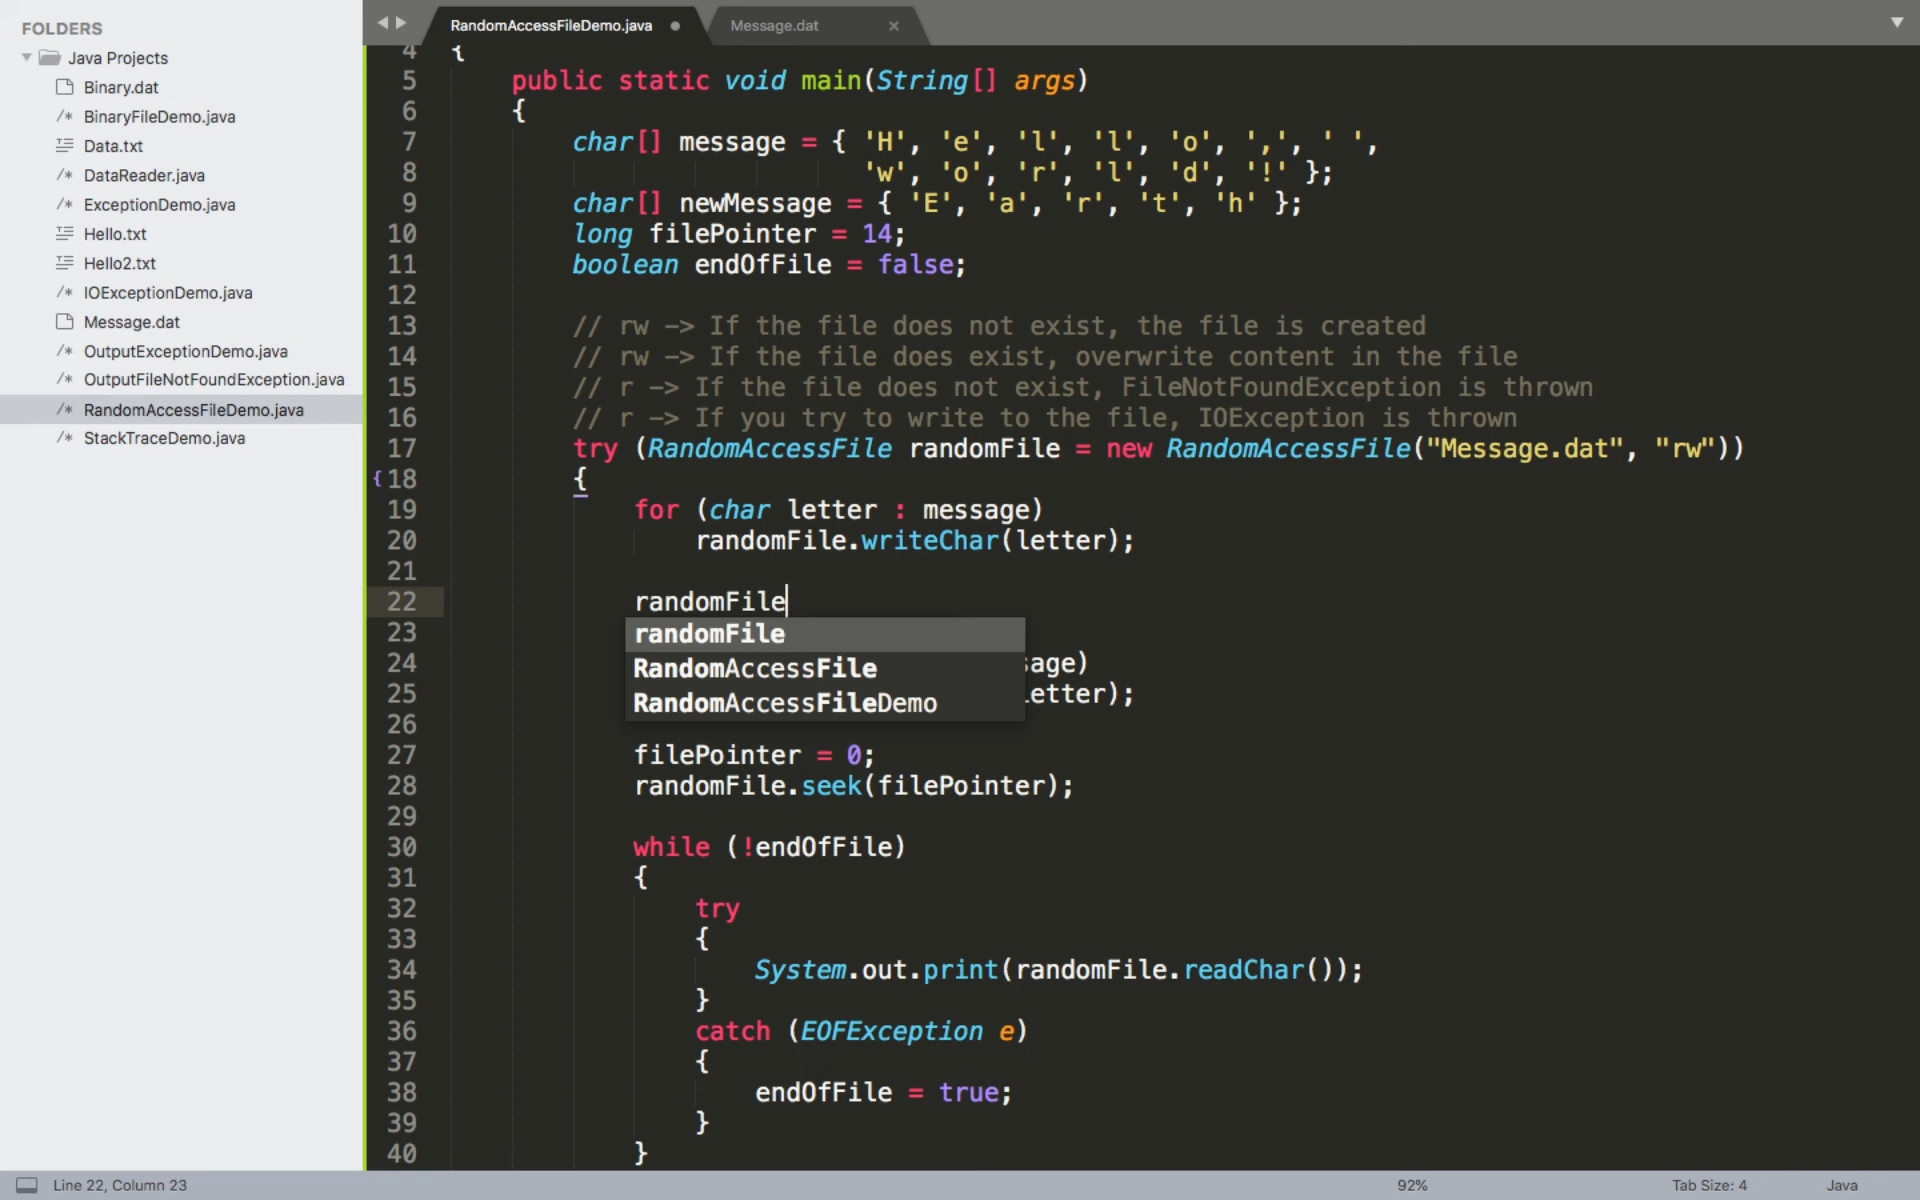 FOLDERS
Java Projects
Binary.dat
/* BinaryFileDemo.java
Data.txt
/* DataReader.java
/* ExceptionDemo.java
Hello.txt
Hello2.txt
/* IOExceptionDemo.java
Message.dat
/* OutputExceptionDemo.java
/* OutputFileNotFoundException.java
/* RandomAccessFileDemo.java
/* StackTraceDemo.java
RandomAccessFileDemo.java
Message.dat
4 {
5 public static void main(String[] args)
6 {
7 char[] message = { 'H', 'e', 'l', 'l', 'o', ',', ' ',
8 'w', 'o', 'r', 'l', 'd', '!' };
9 char[] newMessage = { 'E', 'a', 'r', 't', 'h' };
10 long filePointer = 14;
11 boolean endOfFile = false;
12
13 // rw -> If the file does not exist, the file is created
14 // rw -> If the file does exist, overwrite content in the file
15 // r -> If the file does not exist, FileNotFoundException is thrown
16 // r -> If you try to write to the file, IOException is thrown
17 try (RandomAccessFile randomFile = new RandomAccessFile("Message.dat", "rw"))
{ 18 {
19 for (char letter : message)
20 randomFile.writeChar(letter);
21
22 randomFile
23 randomFile
24 RandomAccessFile sage)
25 RandomAccessFileDemo letter);
26
27 filePointer = 0;
28 randomFile.seek(filePointer);
29
30 while (!endOfFile)
31 {
32 try
33 {
34 System.out.print(randomFile.readChar());
35 }
36 catch (EOFException e)
37 {
38 endOfFile = true;
39 }
40 }
Line 22, Column 23
92%
Tab Size: 4
Java